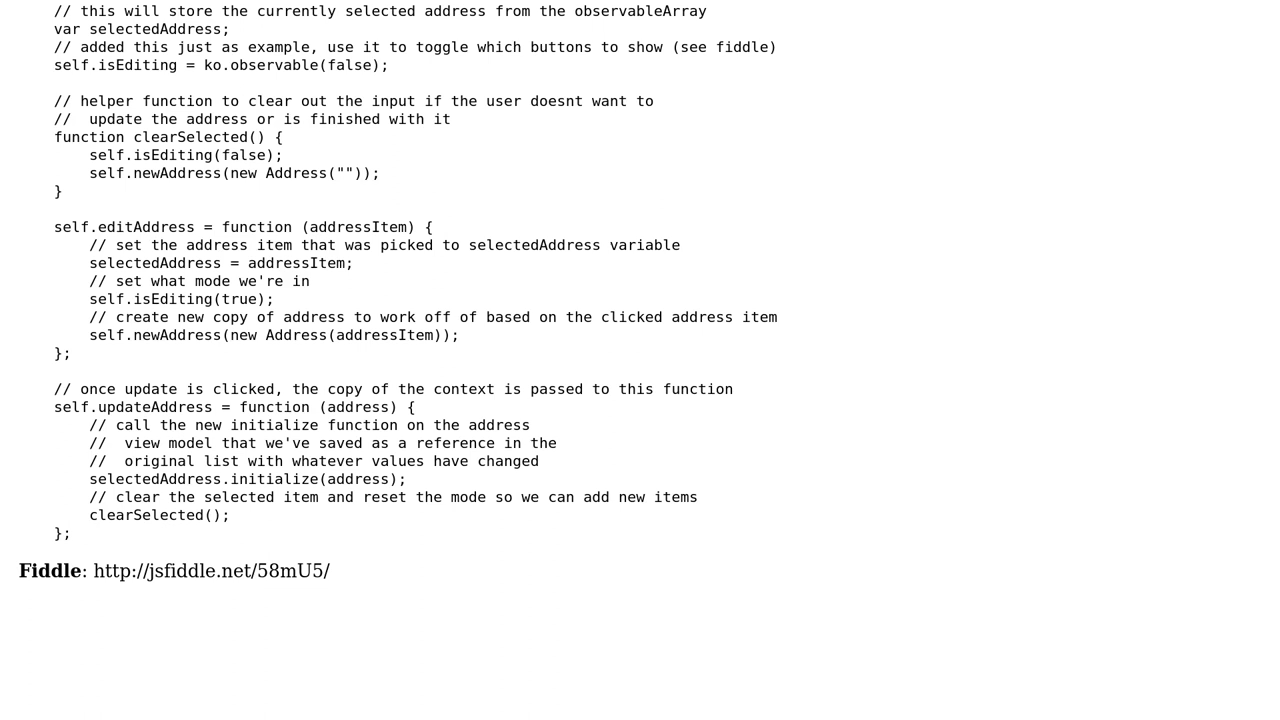 // this will store the currently selected address from the observableArray
var selectedAddress;
// added this just as example, use it to toggle which buttons to show (see fiddle)
self.isEditing = ko.observable(false);

// helper function to clear out the input if the user doesnt want to
//  update the address or is finished with it
function clearSelected() {
    self.isEditing(false);
    self.newAddress(new Address(""));
}

self.editAddress = function (addressItem) {
    // set the address item that was picked to selectedAddress variable
    selectedAddress = addressItem;
    // set what mode we're in
    self.isEditing(true);
    // create new copy of address to work off of based on the clicked address item
    self.newAddress(new Address(addressItem));
};

// once update is clicked, the copy of the context is passed to this function
self.updateAddress = function (address) {
    // call the new initialize function on the address
    //  view model that we've saved as a reference in the
    //  original list with whatever values have changed
    selectedAddress.initialize(address);
    // clear the selected item and reset the mode so we can add new items
    clearSelected();
};

Fiddle: http://jsfiddle.net/58mU5/